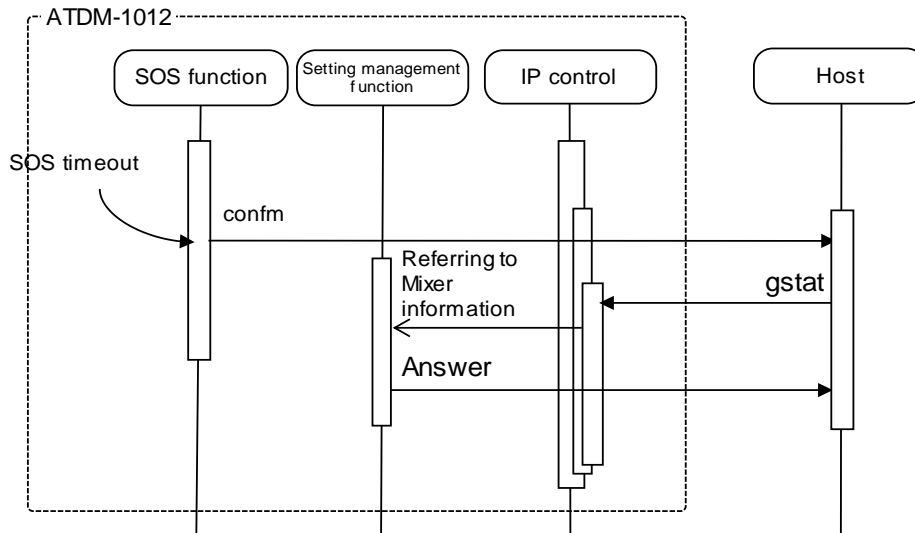 ATDM-1012
SOS function
Setting management
function
IP control
Host
SOS timeout
confm
Referring to
Mixer
information
gstat
Answer